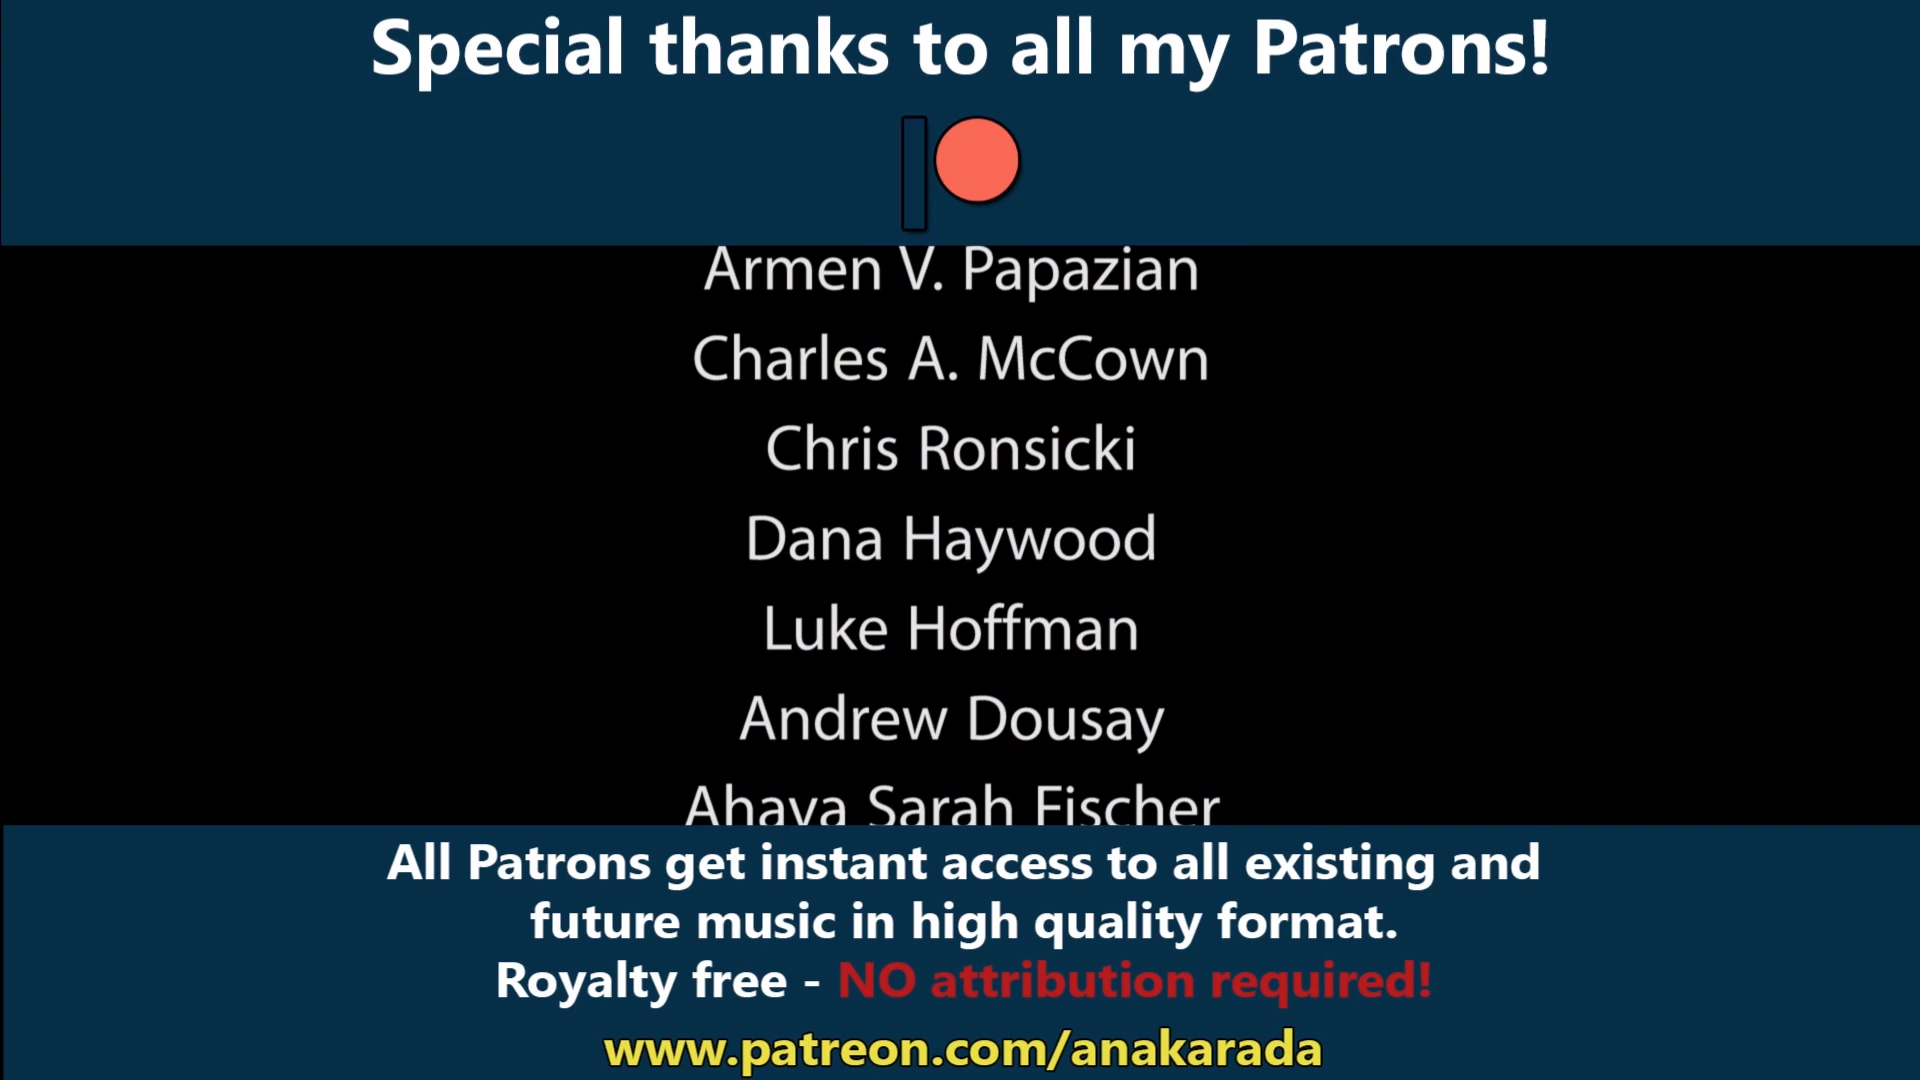 Special thanks to all my Patrons!
Armen V. Papazian
Charles A. McCown
Chris Ronsicki
Dana Haywood
Luke Hoffman
Andrew Dousay
Ahava Sarah Fischer
All Patrons get instant access to all existing and
future music in high quality format.
Royalty free - NO attribution required!
www.patreon.com/anakarada